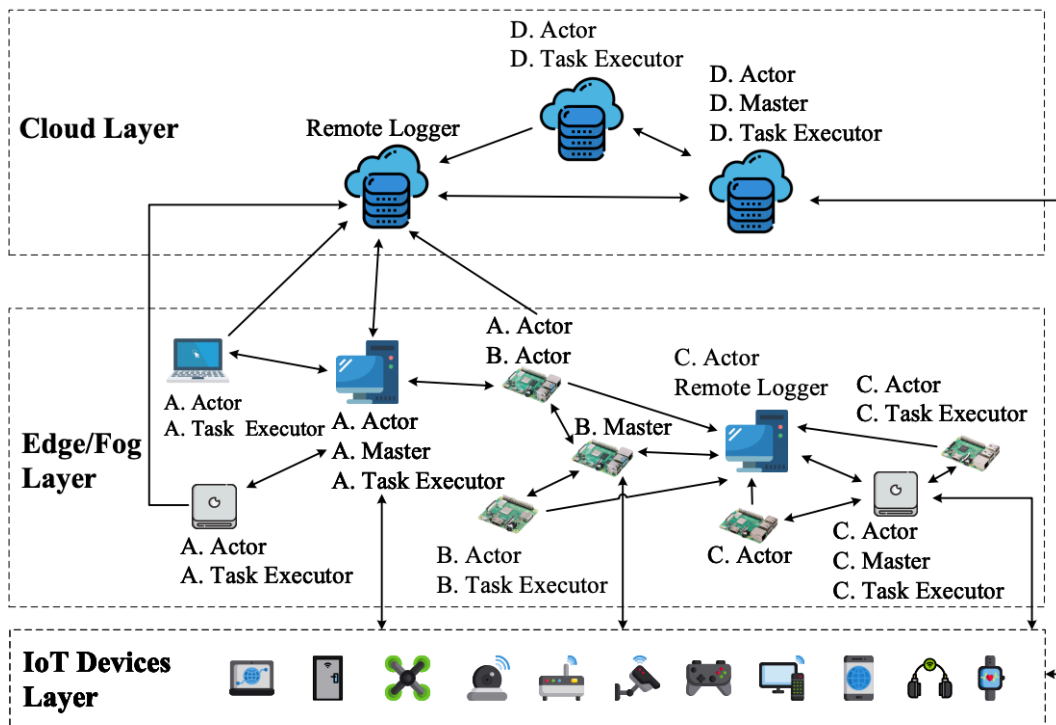 D. Actor
D. Task Executor
D. Actor
D. Master
D. Task Executor
Cloud Layer
Remote Logger
A. Actor
B. Actor
C. Actor
Remote Logger
C. Actor
C. Task Executor
A. Actor
A. Task Executor
A. Actor
A. Master
A. Task Executor
B. Master
Edge/Fog
Layer
A. Actor
A. Task Executor
B. Actor
B. Task Executor
C. Actor
C. Actor
C. Master
C. Task Executor
IoT Devices
Layer